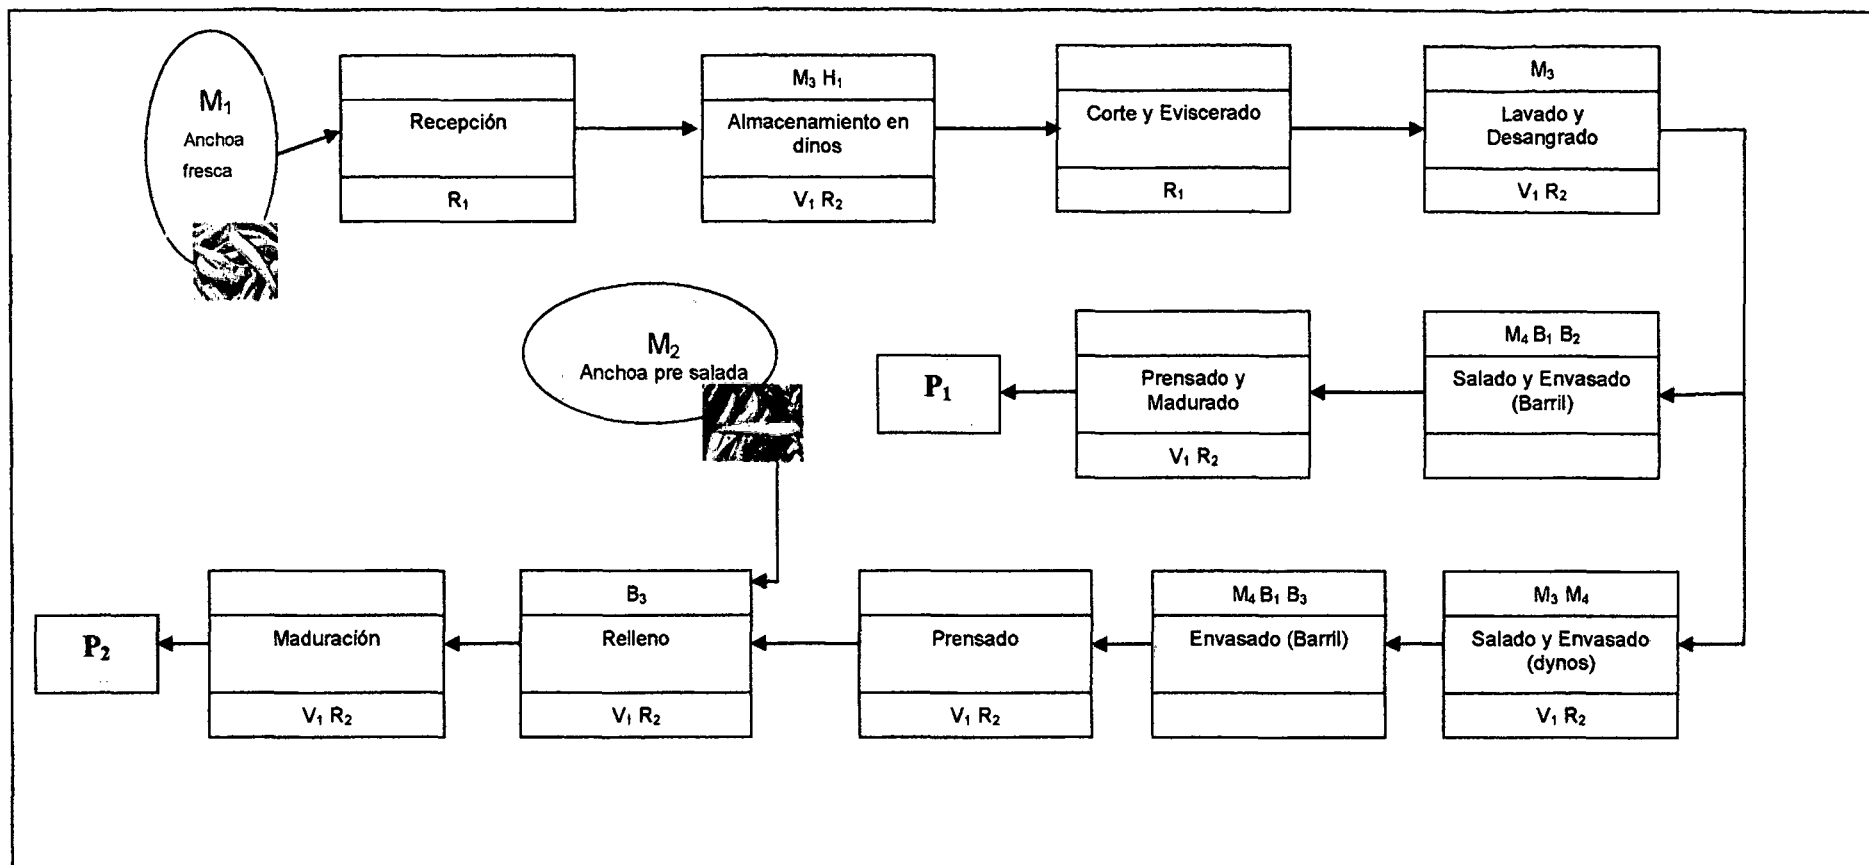 M₁
Anchoa
fresca
Recepción
R₁
M₃ H₁
Almacenamiento en
dinos
V₁ R₂
Corte y Eviscerado
R₁
M₃
Lavado y
Desangrado
V₁ R₂
M₄ B₁ B₂
Salado y Envasado
(Barril)
Prensado y
Madurado
V₁ R₂
P₁
M₂
Anchoa pre salada
M₃ M₄
Salado y Envasado
(dynos)
V₁ R₂
M₄ B₁ B₃
Envasado (Barril)
Prensado
V₁ R₂
B₃
Relleno
V₁ R₂
Maduración
V₁ R₂
P₂